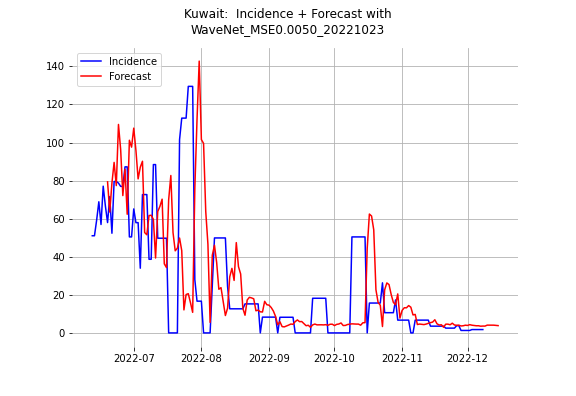 Kuwait:  Incidence + Forecast with
WaveNet_MSE0.0050_20221023
Incidence
Forecast
140
120
100
80
60
40
20
0
2022-07 2022-08 2022-09 2022-10 2022-11 2022-12